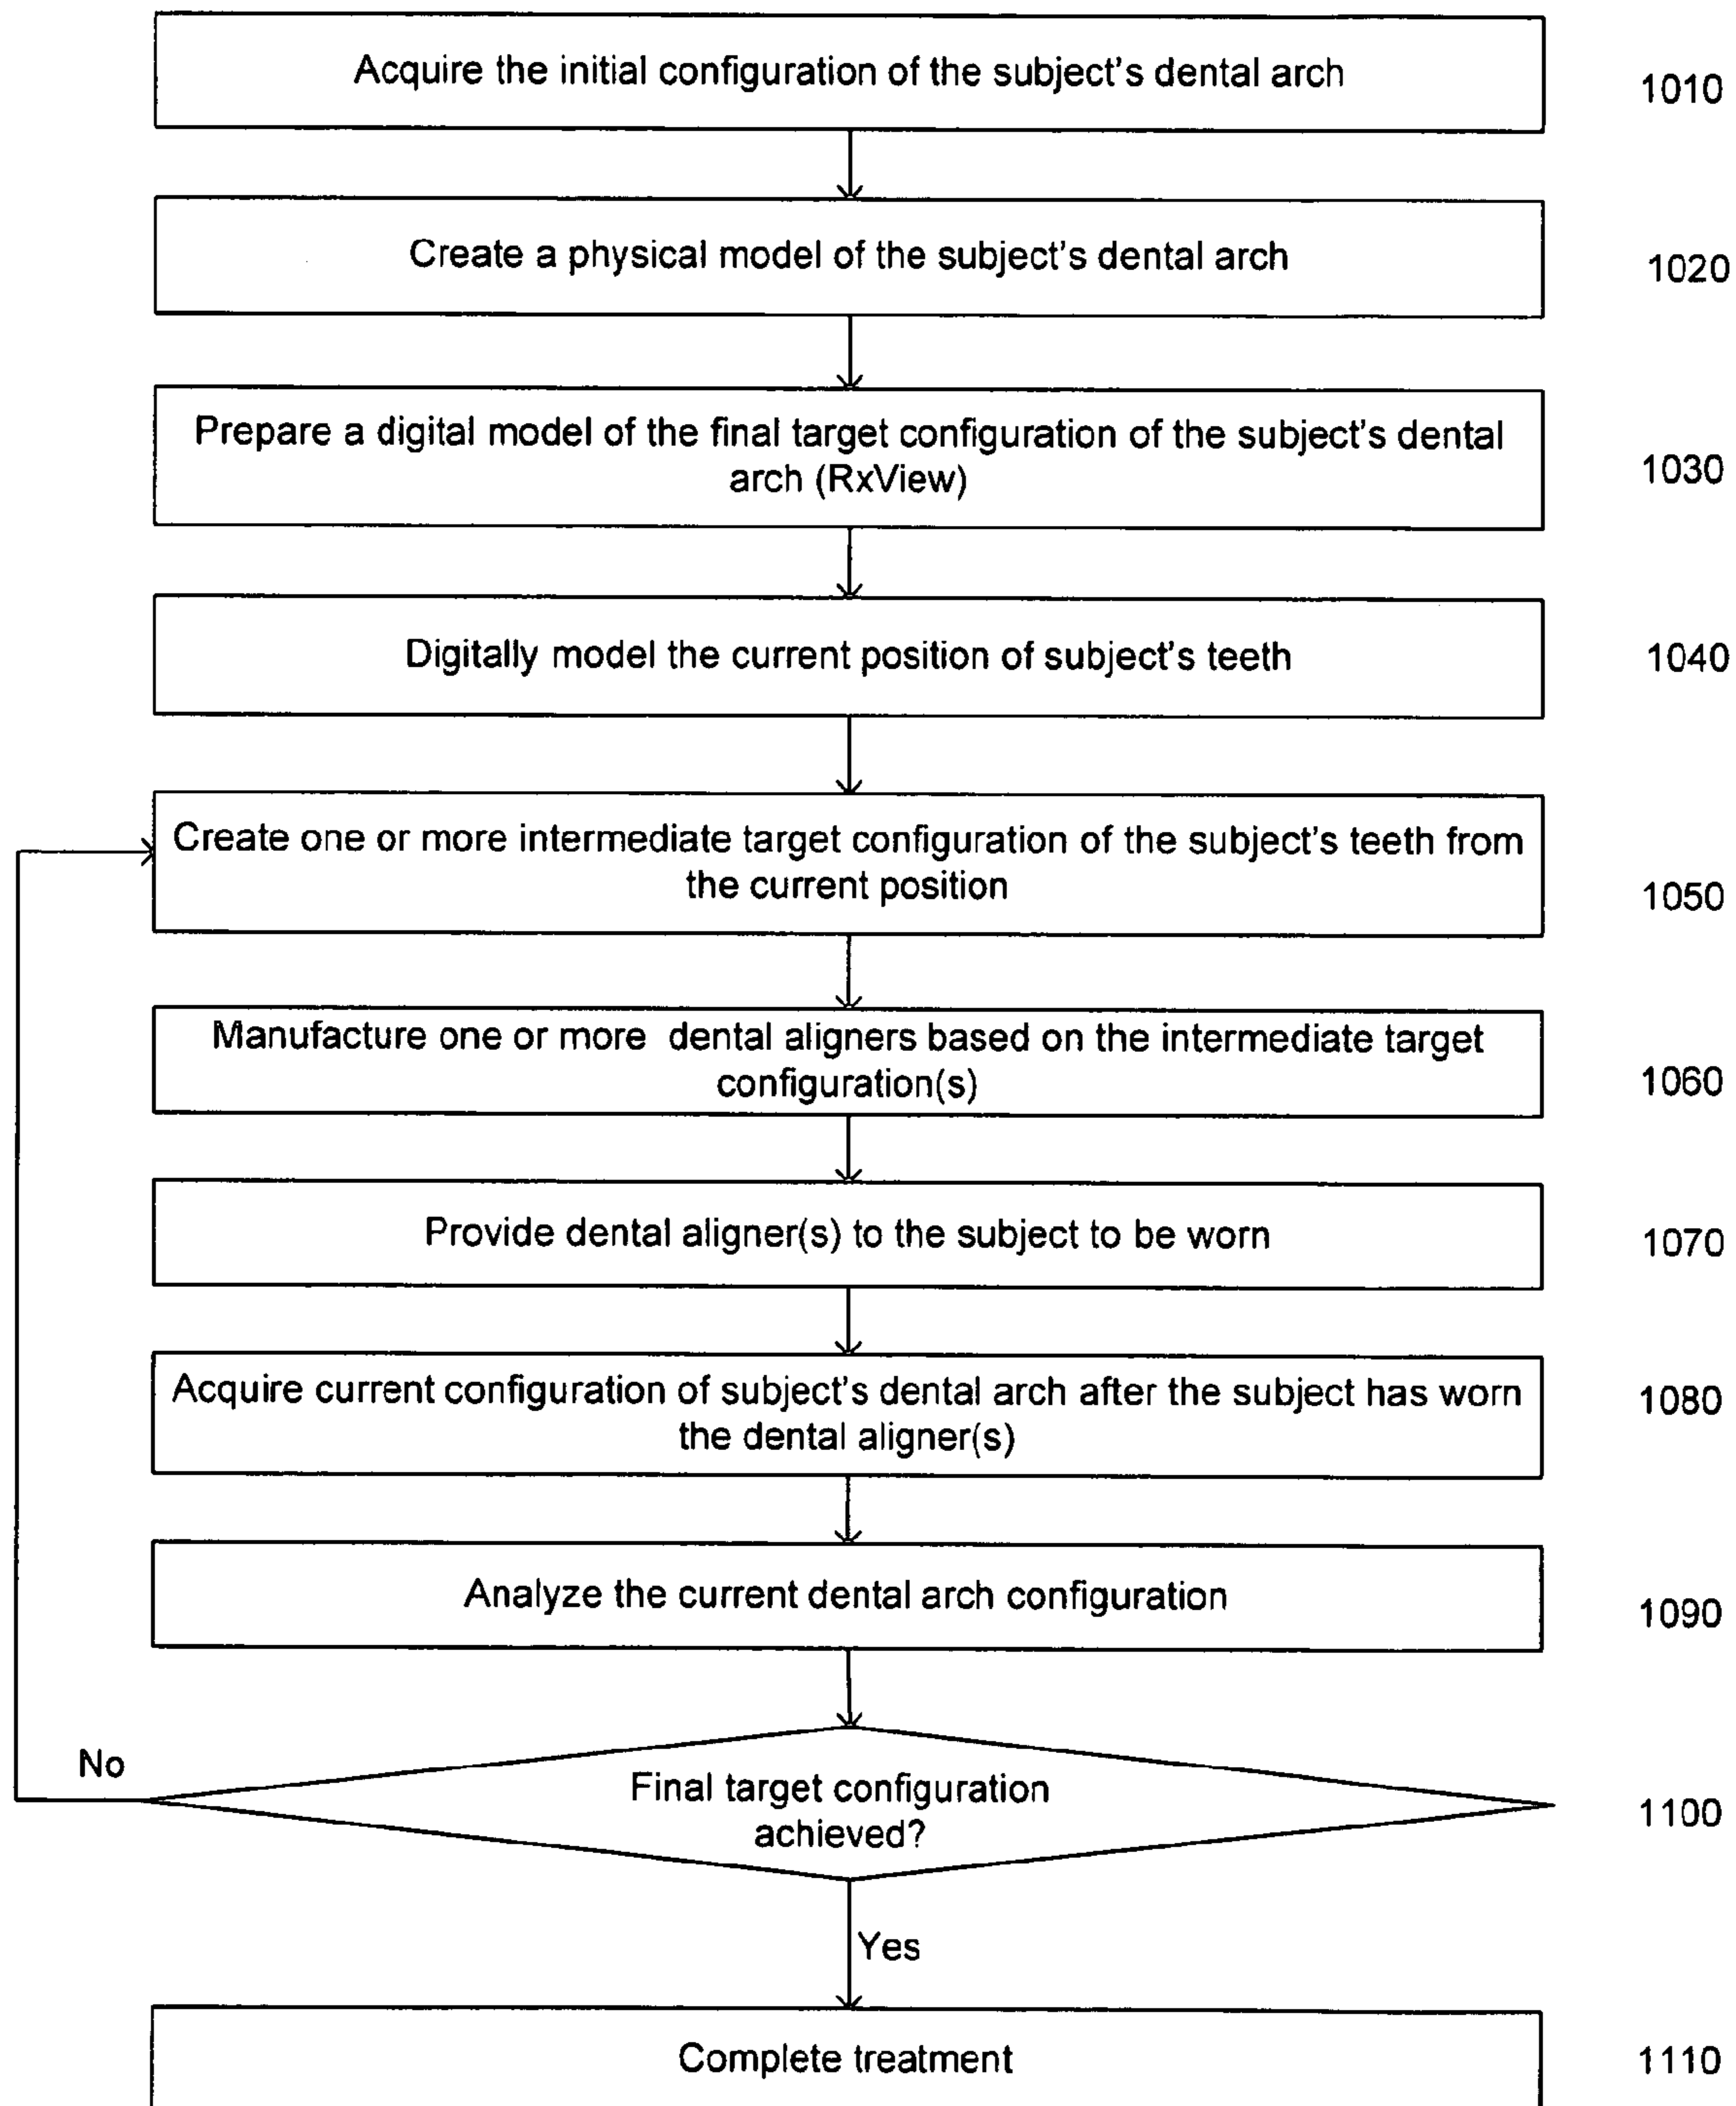 Acquire the initial configuration of the subject's dental arch
1010
Create a physical model of the subject's dental arch
1020
Prepare a digital model of the final target configuration of the subject's dental
arch (RxView)
1030
Digitally model the current position of subject's teeth
1040
Create one or more intermediate target configuration of the subject's teeth from
the current position
1050
Manufacture one or more dental aligners based on the intermediate target
configuration(s)
1060
Provide dental aligner(s) to the subject to be worn
1070
Acquire current configuration of subject's dental arch after the subject has worn
the dental aligner(s)
1080
Analyze the current dental arch configuration
1090
No
Final target configuration
achieved?
1100
Yes
Complete treatment
1110